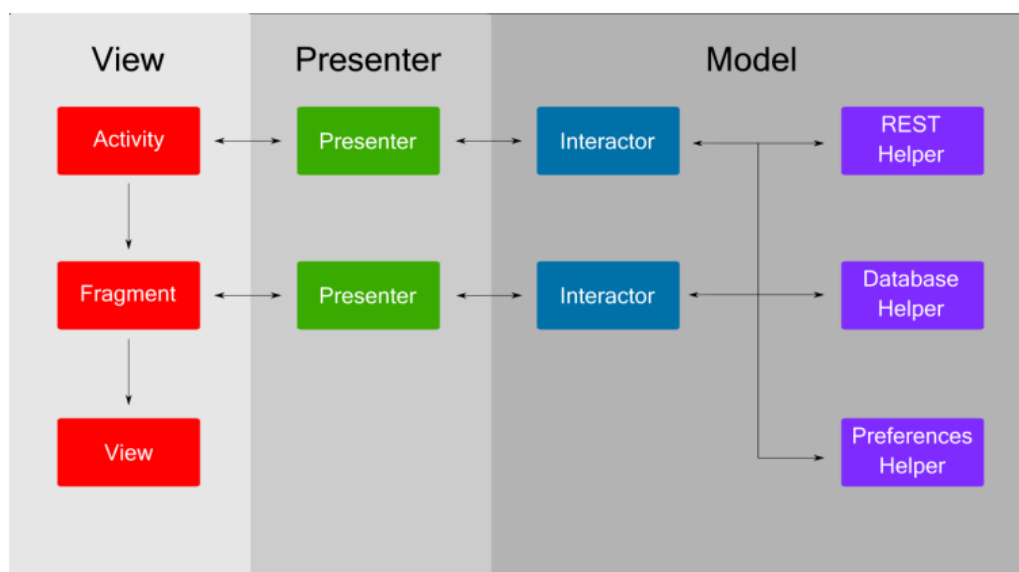 View
Presenter
Model
Activity
Presenter
Interactor
REST
Helper
Fragment
Presenter
Interactor
Database
Helper
View
Preferences
Helper